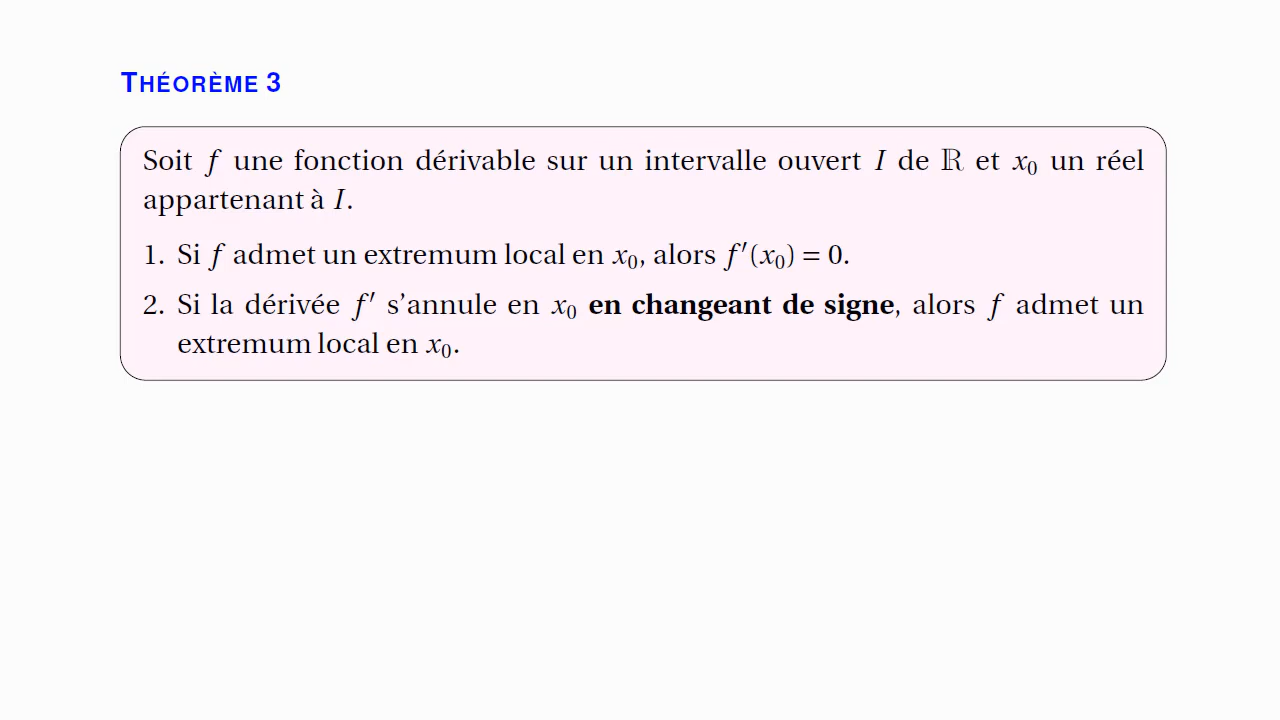 THÉORÈME 3
Soit f une fonction dérivable sur un intervalle ouvert I de ℝ et x₀ un réel
appartenant à I.
1. Si f admet un extremum local en x₀, alors f′(x₀) = 0.
2. Si la dérivée f′ s’annule en x₀ en changeant de signe, alors f admet un
extremum local en x₀.